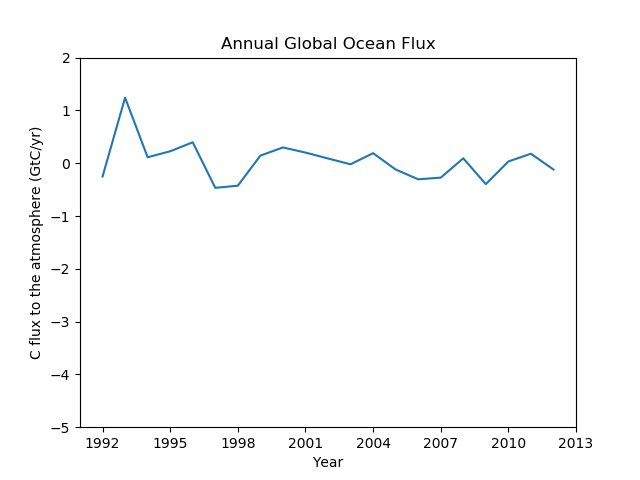 Annual Global Ocean Flux
C flux to the atmosphere (GtC/yr)
2
1
0
−1
−2
−3
−4
−5
1992 1995 1998 2001 2004 2007 2010 2013
Year